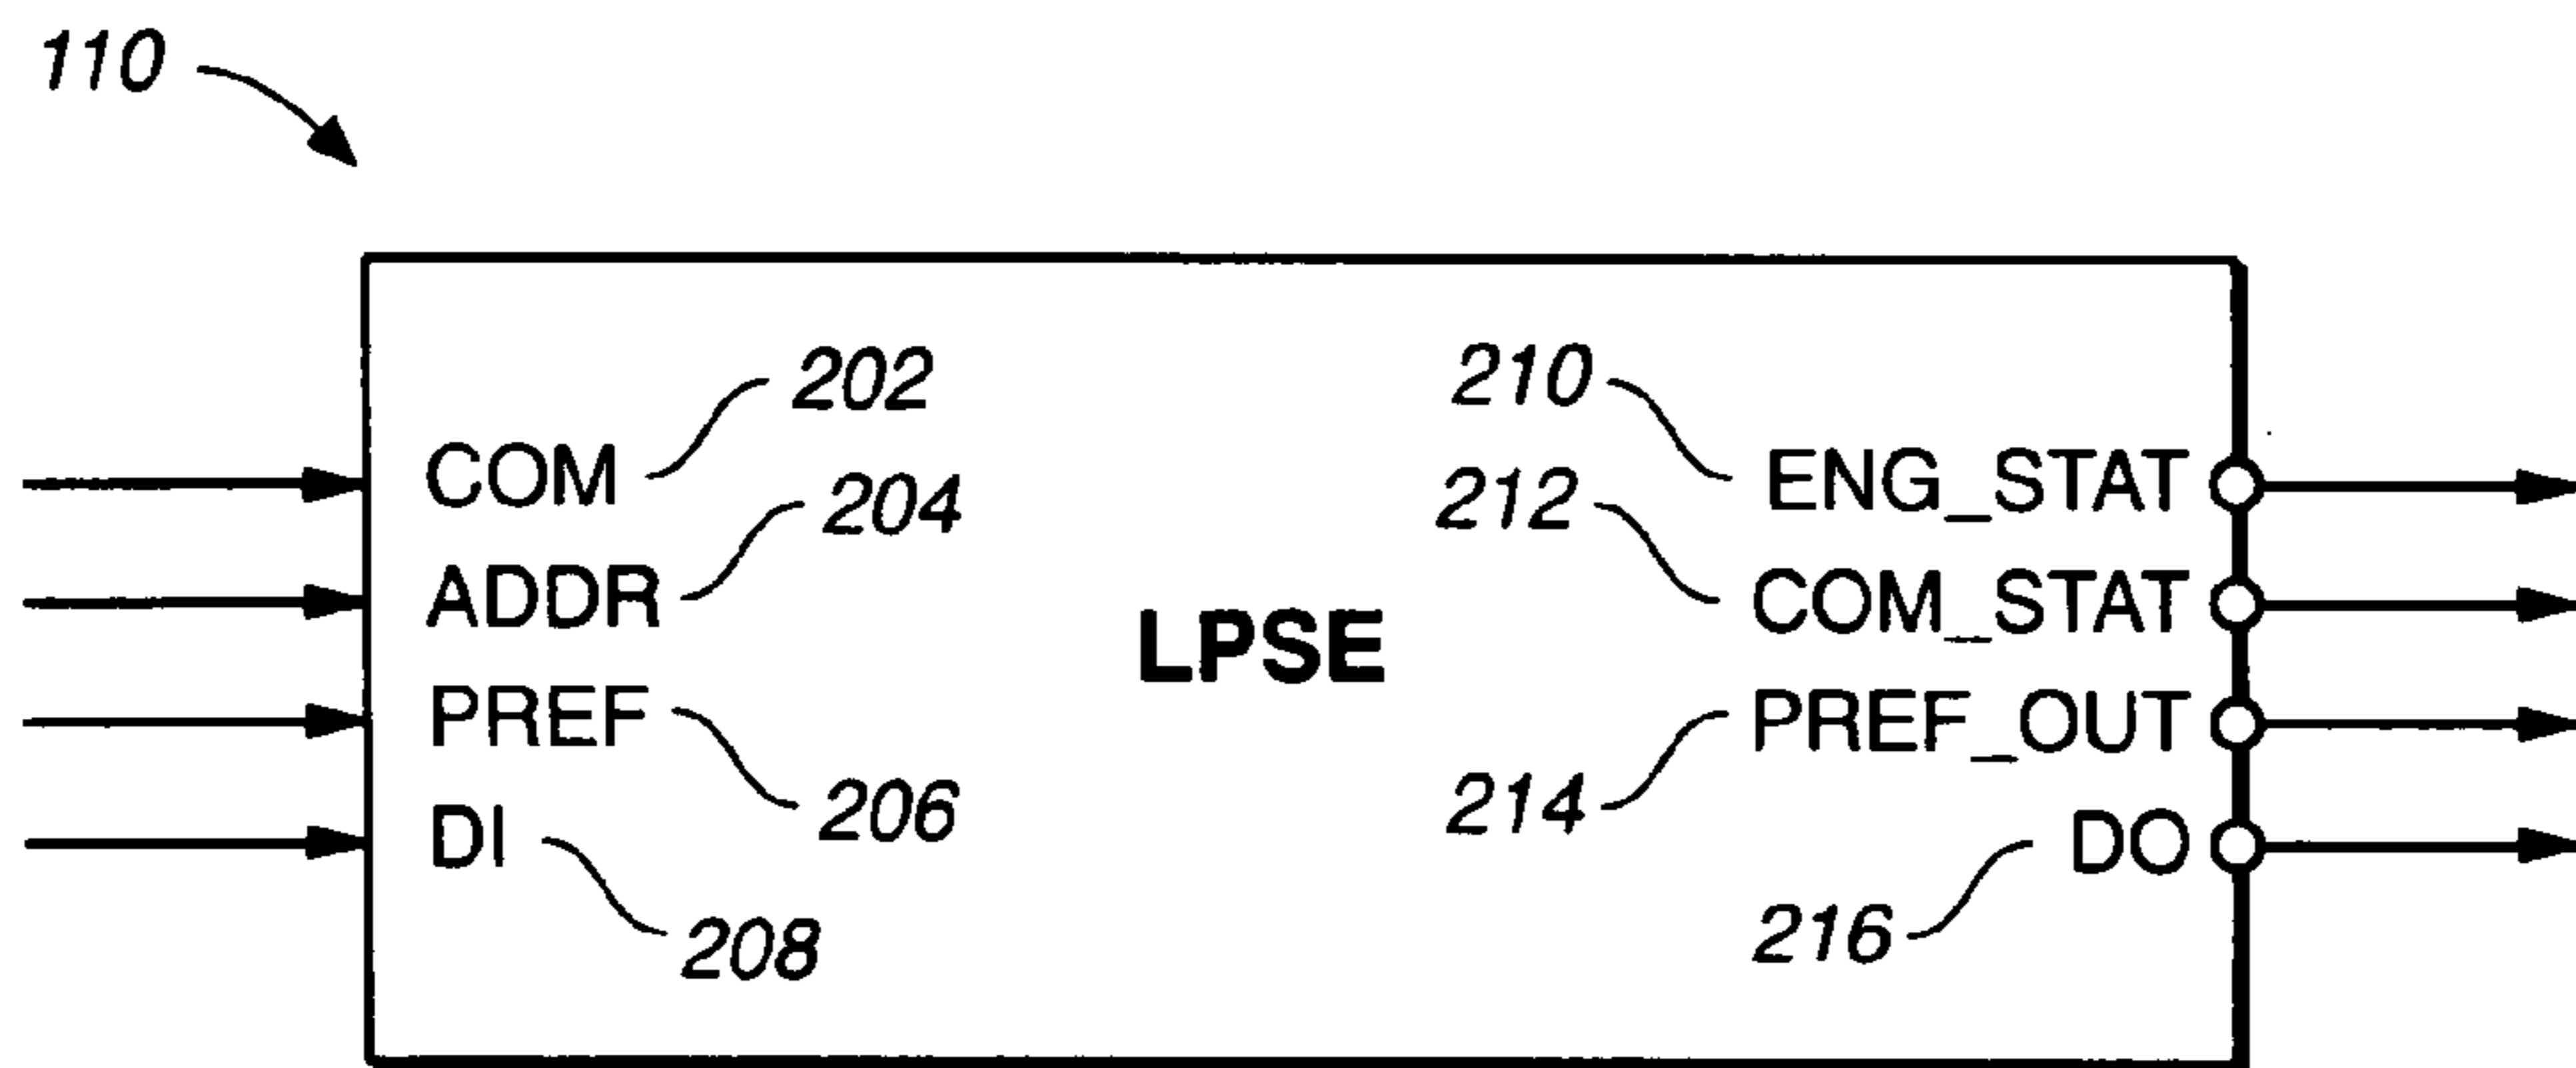 110
202
210
COM
ENG_STAT
204
212
ADDR
COM_STAT
LPSE
PREF
PREF_OUT
206
214
DI
DO
208
216